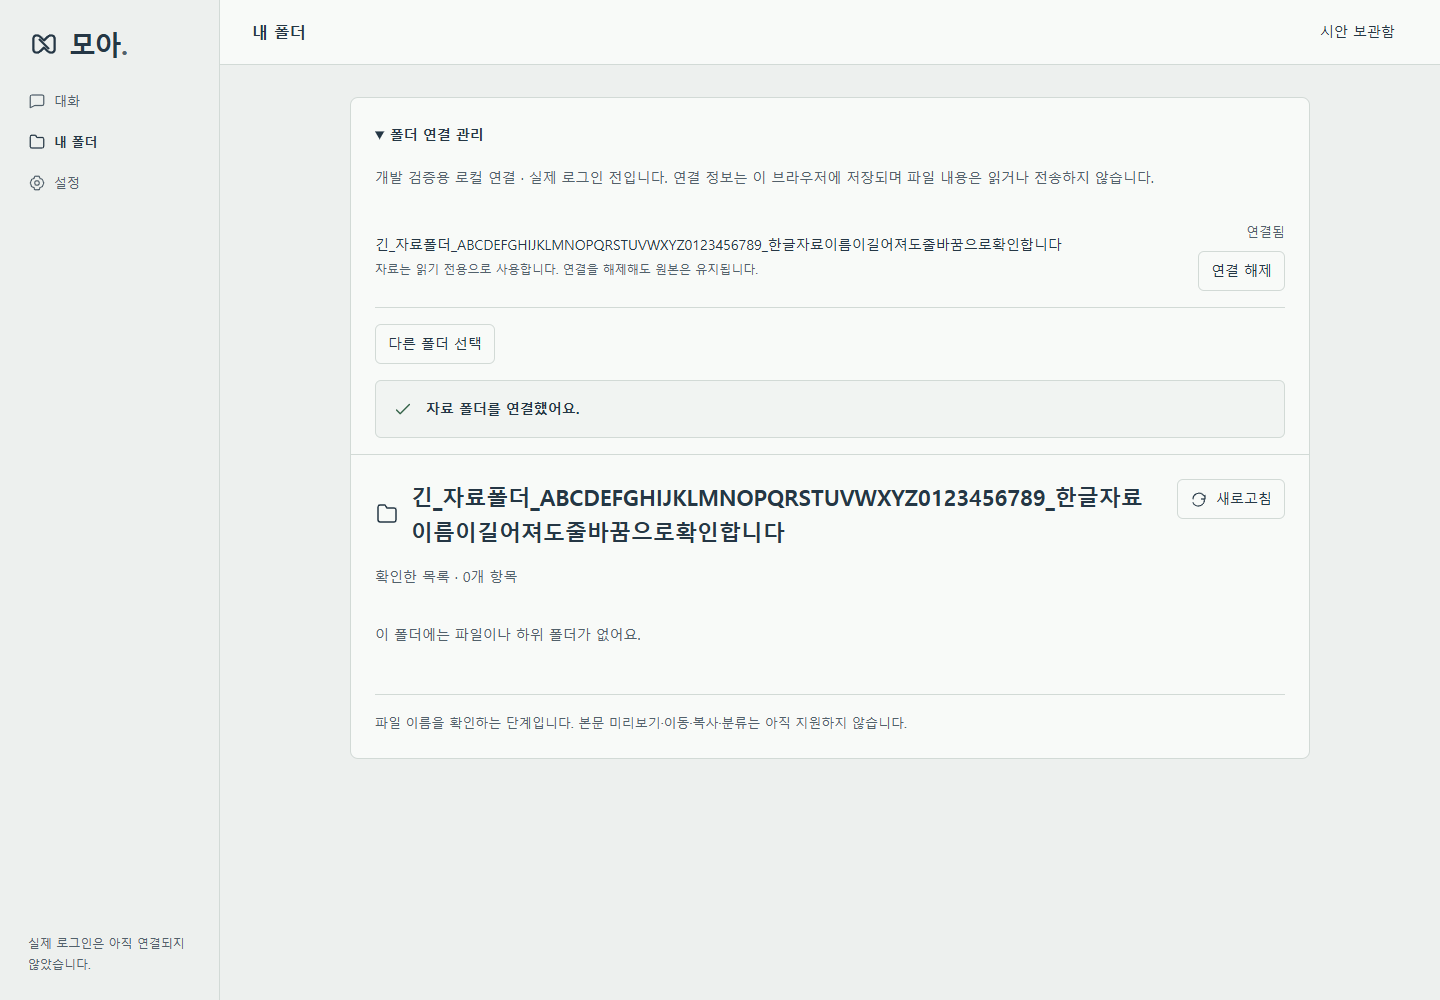 모아.
대화
내 폴더
설정
실제 로그인은 아직 연결되지
않았습니다.
내 폴더
시안 보관함
▼ 폴더 연결 관리
개발 검증용 로컬 연결 · 실제 로그인 전입니다. 연결 정보는 이 브라우저에 저장되며 파일 내용은 읽거나 전송하지 않습니다.
긴_자료폴더_ABCDEFGHIJKLMNOPQRSTUVWXYZ0123456789_한글자료이름이길어져도줄바꿈으로확인합니다
자료는 읽기 전용으로 사용합니다. 연결을 해제해도 원본은 유지됩니다.
연결됨
연결 해제
다른 폴더 선택
자료 폴더를 연결했어요.
긴_자료폴더_ABCDEFGHIJKLMNOPQRSTUVWXYZ0123456789_한글자료
이름이길어져도줄바꿈으로확인합니다
새로고침
확인한 목록 · 0개 항목
이 폴더에는 파일이나 하위 폴더가 없어요.
파일 이름을 확인하는 단계입니다. 본문 미리보기·이동·복사·분류는 아직 지원하지 않습니다.